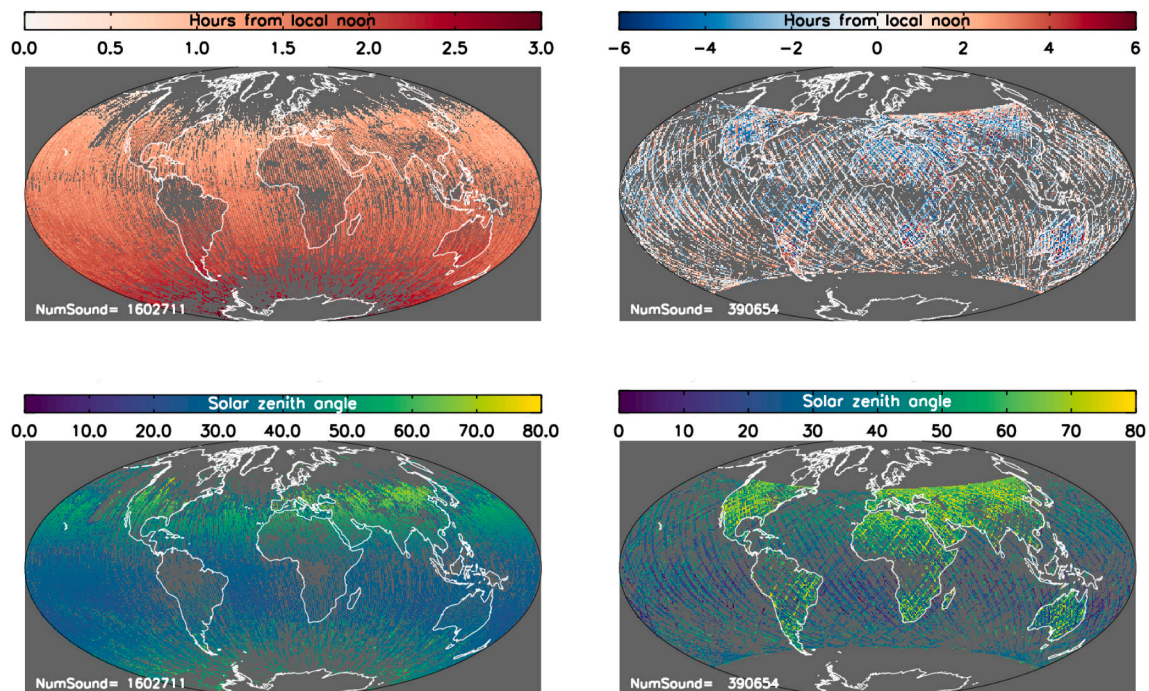 Hours from local noon
0.0 0.5 1.0 1.5 2.0 2.5 3.0
NumSound= 1602711
Hours from local noon
-6 -4 -2 0 2 4 6
NumSound= 390654
Solar zenith angle
0.0 10.0 20.0 30.0 40.0 50.0 60.0 70.0 80.0
NumSound= 1602711
Solar zenith angle
0 10 20 30 40 50 60 70 80
NumSound= 390654